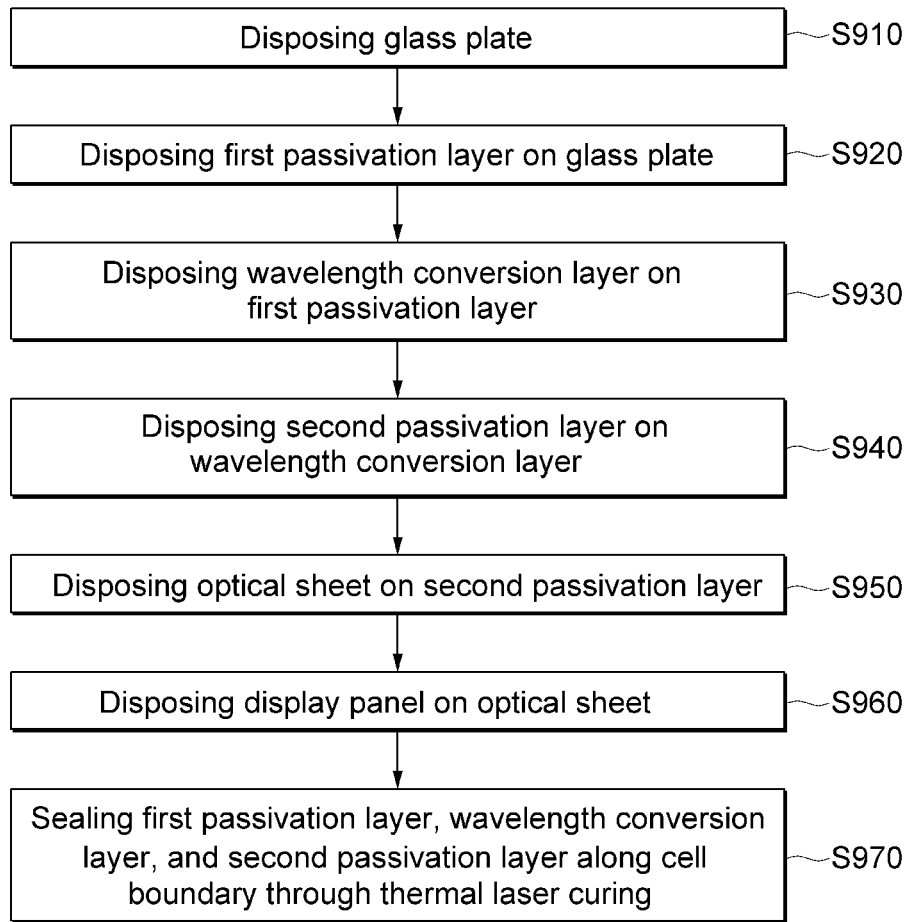 Disposing glass plate
S910
Disposing first passivation layer on glass plate
S920
Disposing wavelength conversion layer on
first passivation layer
S930
Disposing second passivation layer on
wavelength conversion layer
S940
Disposing optical sheet on second passivation layer
S950
Disposing display panel on optical sheet
S960
Sealing first passivation layer, wavelength conversion
layer, and second passivation layer along cell
boundary through thermal laser curing
S970